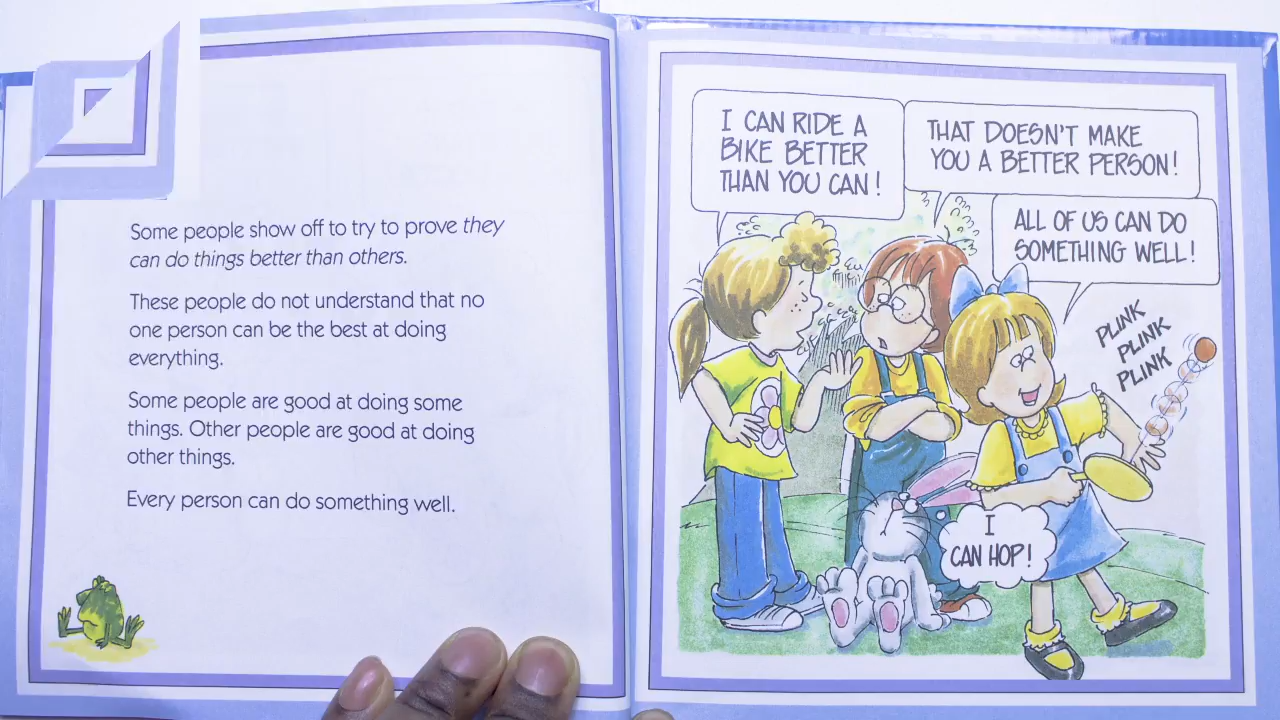 Some people show off to try to prove they
can do things better than others.
These people do not understand that no
one person can be the best at doing
everything.
Some people are good at doing some
things. Other people are good at doing
other things.
Every person can do something well.
I CAN RIDE A
BIKE BETTER
THAN YOU CAN!
THAT DOESN'T MAKE
YOU A BETTER PERSON!
ALL OF US CAN DO
SOMETHING WELL!
PLINK
PLINK
PLINK
I
CAN HOP!